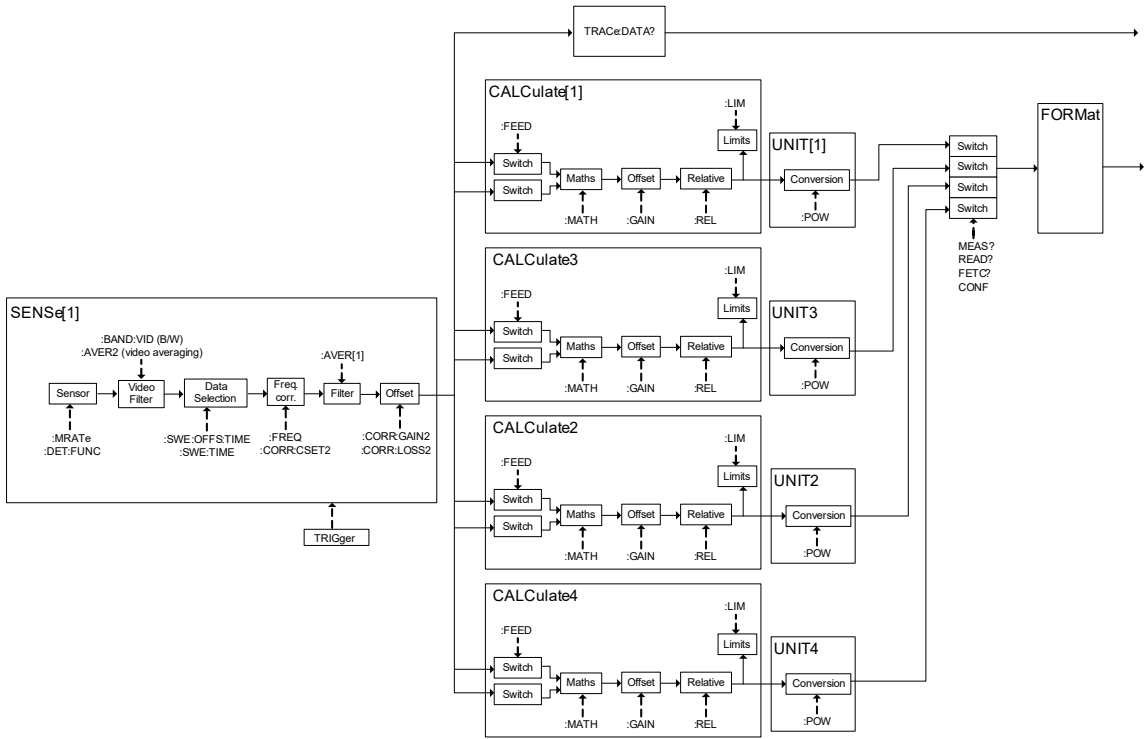 TRACe:DATA?
CALCulate[1]
:FEED
:LIM
Limits
Switch
Switch
Maths
Offset
Relative
:MATH
:GAIN
:REL
UNIT[1]
Conversion
:POW
Switch
Switch
Switch
Switch
MEAS?
READ?
FETC?
CONF
FORMat
CALCulate3
:FEED
:LIM
Limits
Switch
Switch
Maths
Offset
Relative
:MATH
:GAIN
:REL
UNIT3
Conversion
:POW
SENSe[1]
:BAND:VID (B/W)
:AVER2 (video averaging)
:AVER[1]
Sensor
Video
Filter
Data
Selection
Freq.
corr.
Filter
Offset
:MRATe
:DET:FUNC
:SWE:OFFS:TIME
:SWE:TIME
:FREQ
:CORR:CSET2
:CORR:GAIN2
:CORR:LOSS2
TRIGger
CALCulate2
:FEED
:LIM
Limits
Switch
Switch
Maths
Offset
Relative
:MATH
:GAIN
:REL
UNIT2
Conversion
:POW
CALCulate4
:FEED
:LIM
Limits
Switch
Switch
Maths
Offset
Relative
:MATH
:GAIN
:REL
UNIT4
Conversion
:POW